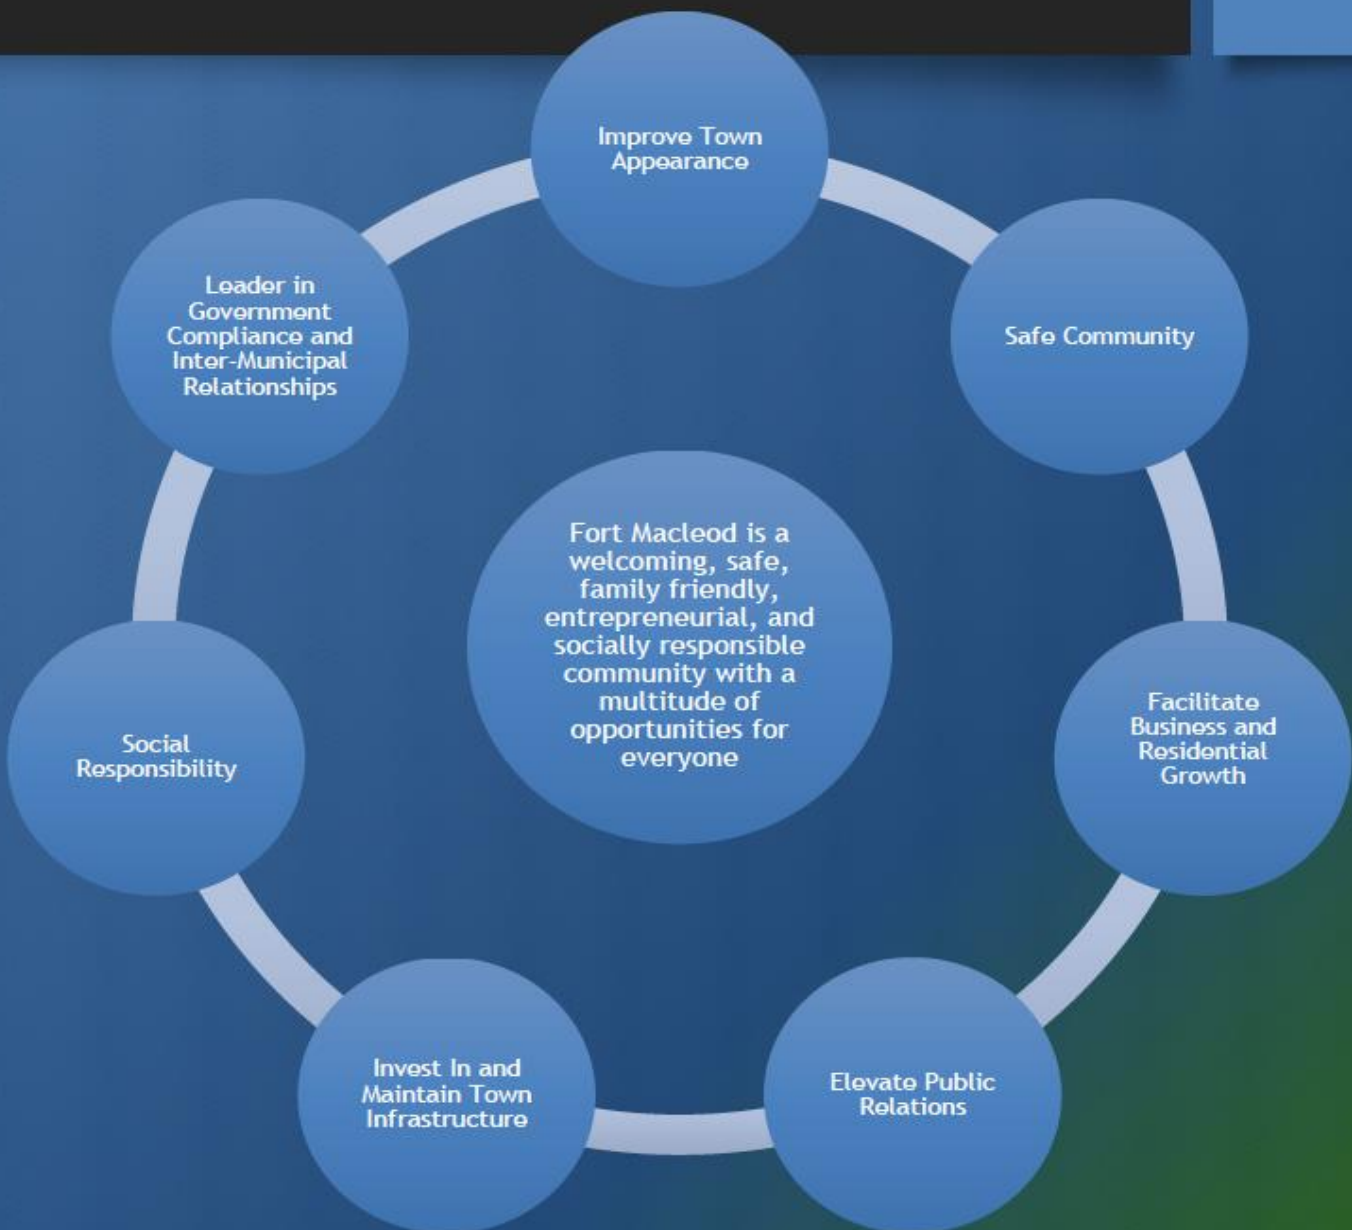 Improve Town
Appearance
Safe Community
Facilitate
Business and
Residential
Growth
Elevate Public
Relations
Invest In and
Maintain Town
Infrastructure
Social
Responsibility
Leader in
Government
Compliance and
Inter-Municipal
Relationships
Fort Macleod is a
welcoming, safe,
family friendly,
entrepreneurial, and
socially responsible
community with a
multitude of
opportunities for
everyone